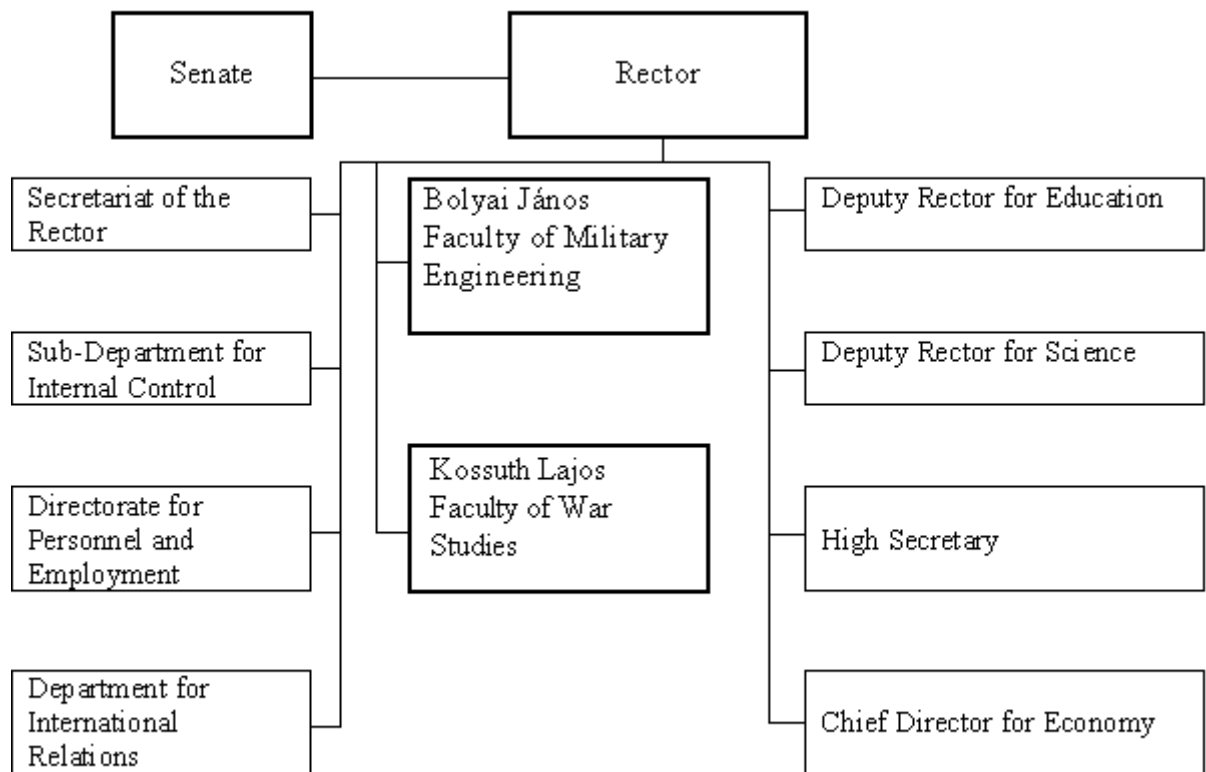 Senate
Rector
Secretariat of the
Rector
Bolyai János
Faculty of Military
Engineering
Deputy Rector for Education
Sub-Department for
Internal Control
Deputy Rector for Science
Kossuth Lajos
Faculty of War
Studies
Directorate for
Personnel and
Employment
High Secretary
Department for
International
Relations
Chief Director for Economy